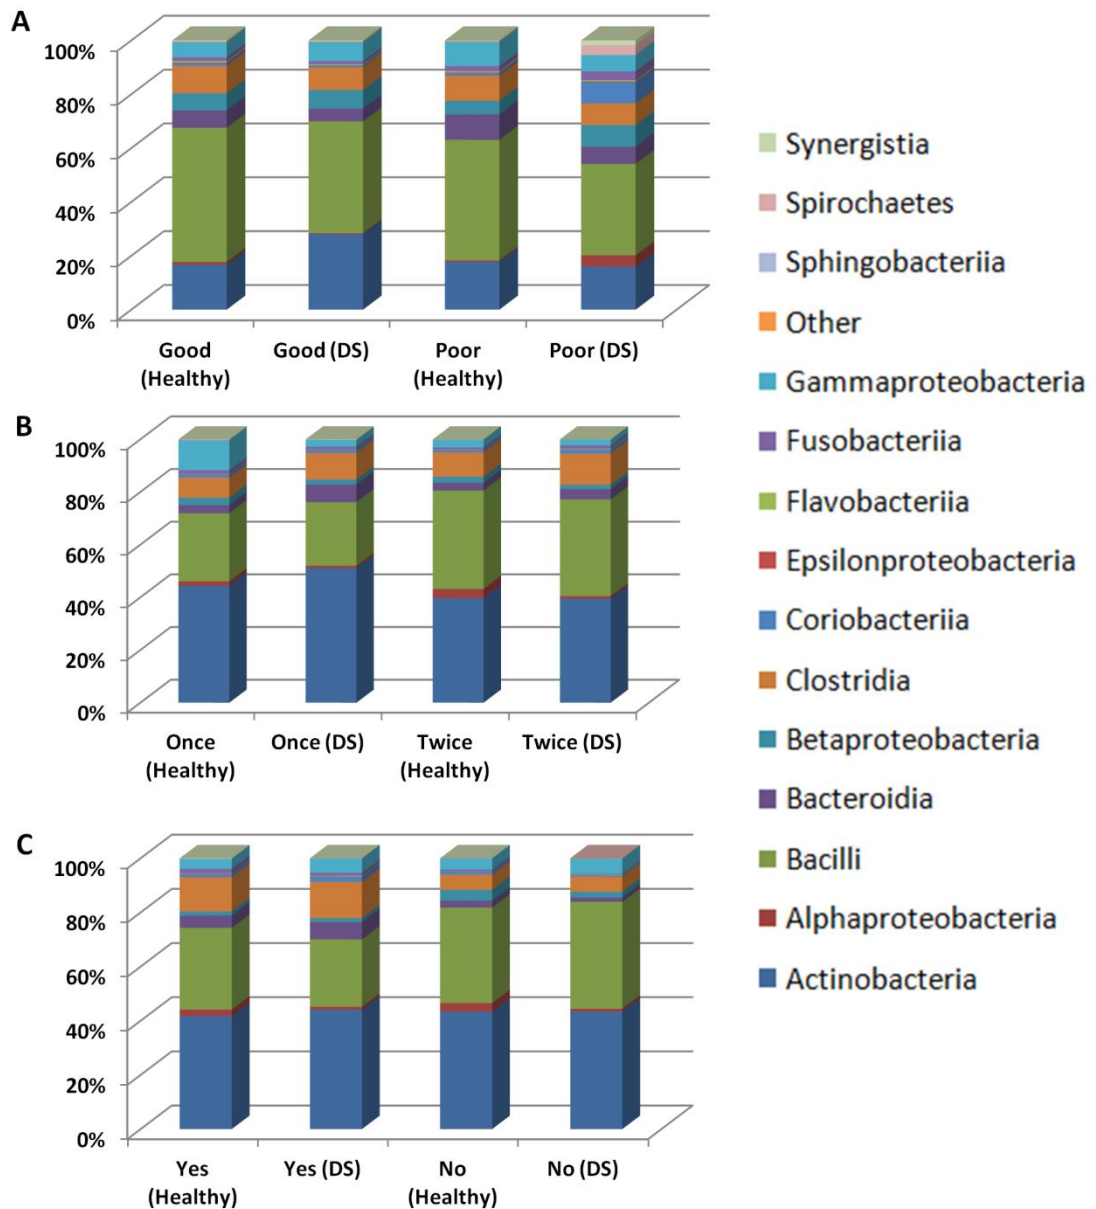 A
100%
80%
60%
40%
20%
0%
Good
(Healthy)
Good (DS)
Poor
(Healthy)
Poor (DS)
B
100%
80%
60%
40%
20%
0%
Once
(Healthy)
Once (DS)
Twice
(Healthy)
Twice (DS)
C
100%
80%
60%
40%
20%
0%
Yes
(Healthy)
Yes (DS)
No
(Healthy)
No (DS)
Synergistia
Spirochaetes
Sphingobacteriia
Other
Gammaproteobacteria
Fusobacteriia
Flavobacteriia
Epsilonproteobacteria
Coriobacteriia
Clostridia
Betaproteobacteria
Bacteroidia
Bacilli
Alphaproteobacteria
Actinobacteria